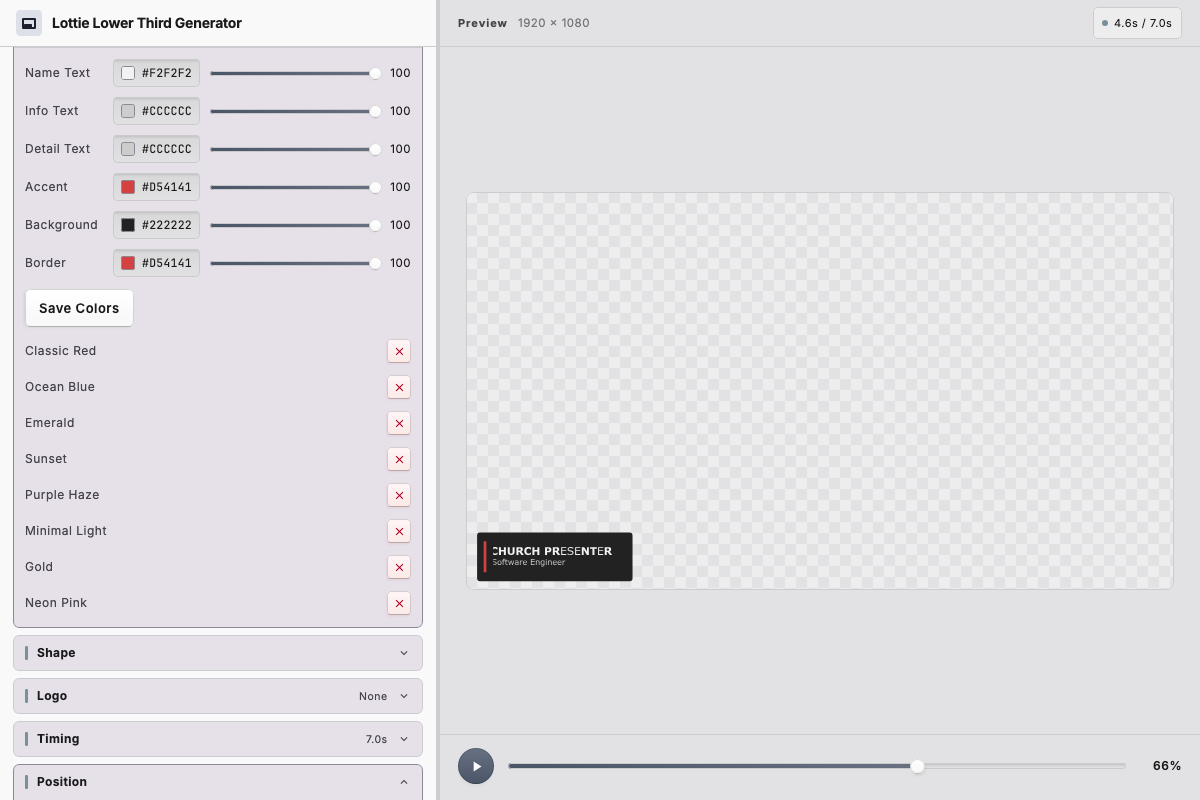 Lottie Lower Third Generator
Name Text #F2F2F2 100
Info Text #CCCCCC 100
Detail Text #CCCCCC 100
Accent #D54141 100
Background #222222 100
Border #D54141 100
Save Colors
Classic Red
Ocean Blue
Emerald
Sunset
Purple Haze
Minimal Light
Gold
Neon Pink
Shape
Logo None
Timing 7.0s
Position
Preview 1920 × 1080
4.6s / 7.0s
CHURCH PRESENTER
Software Engineer
66%